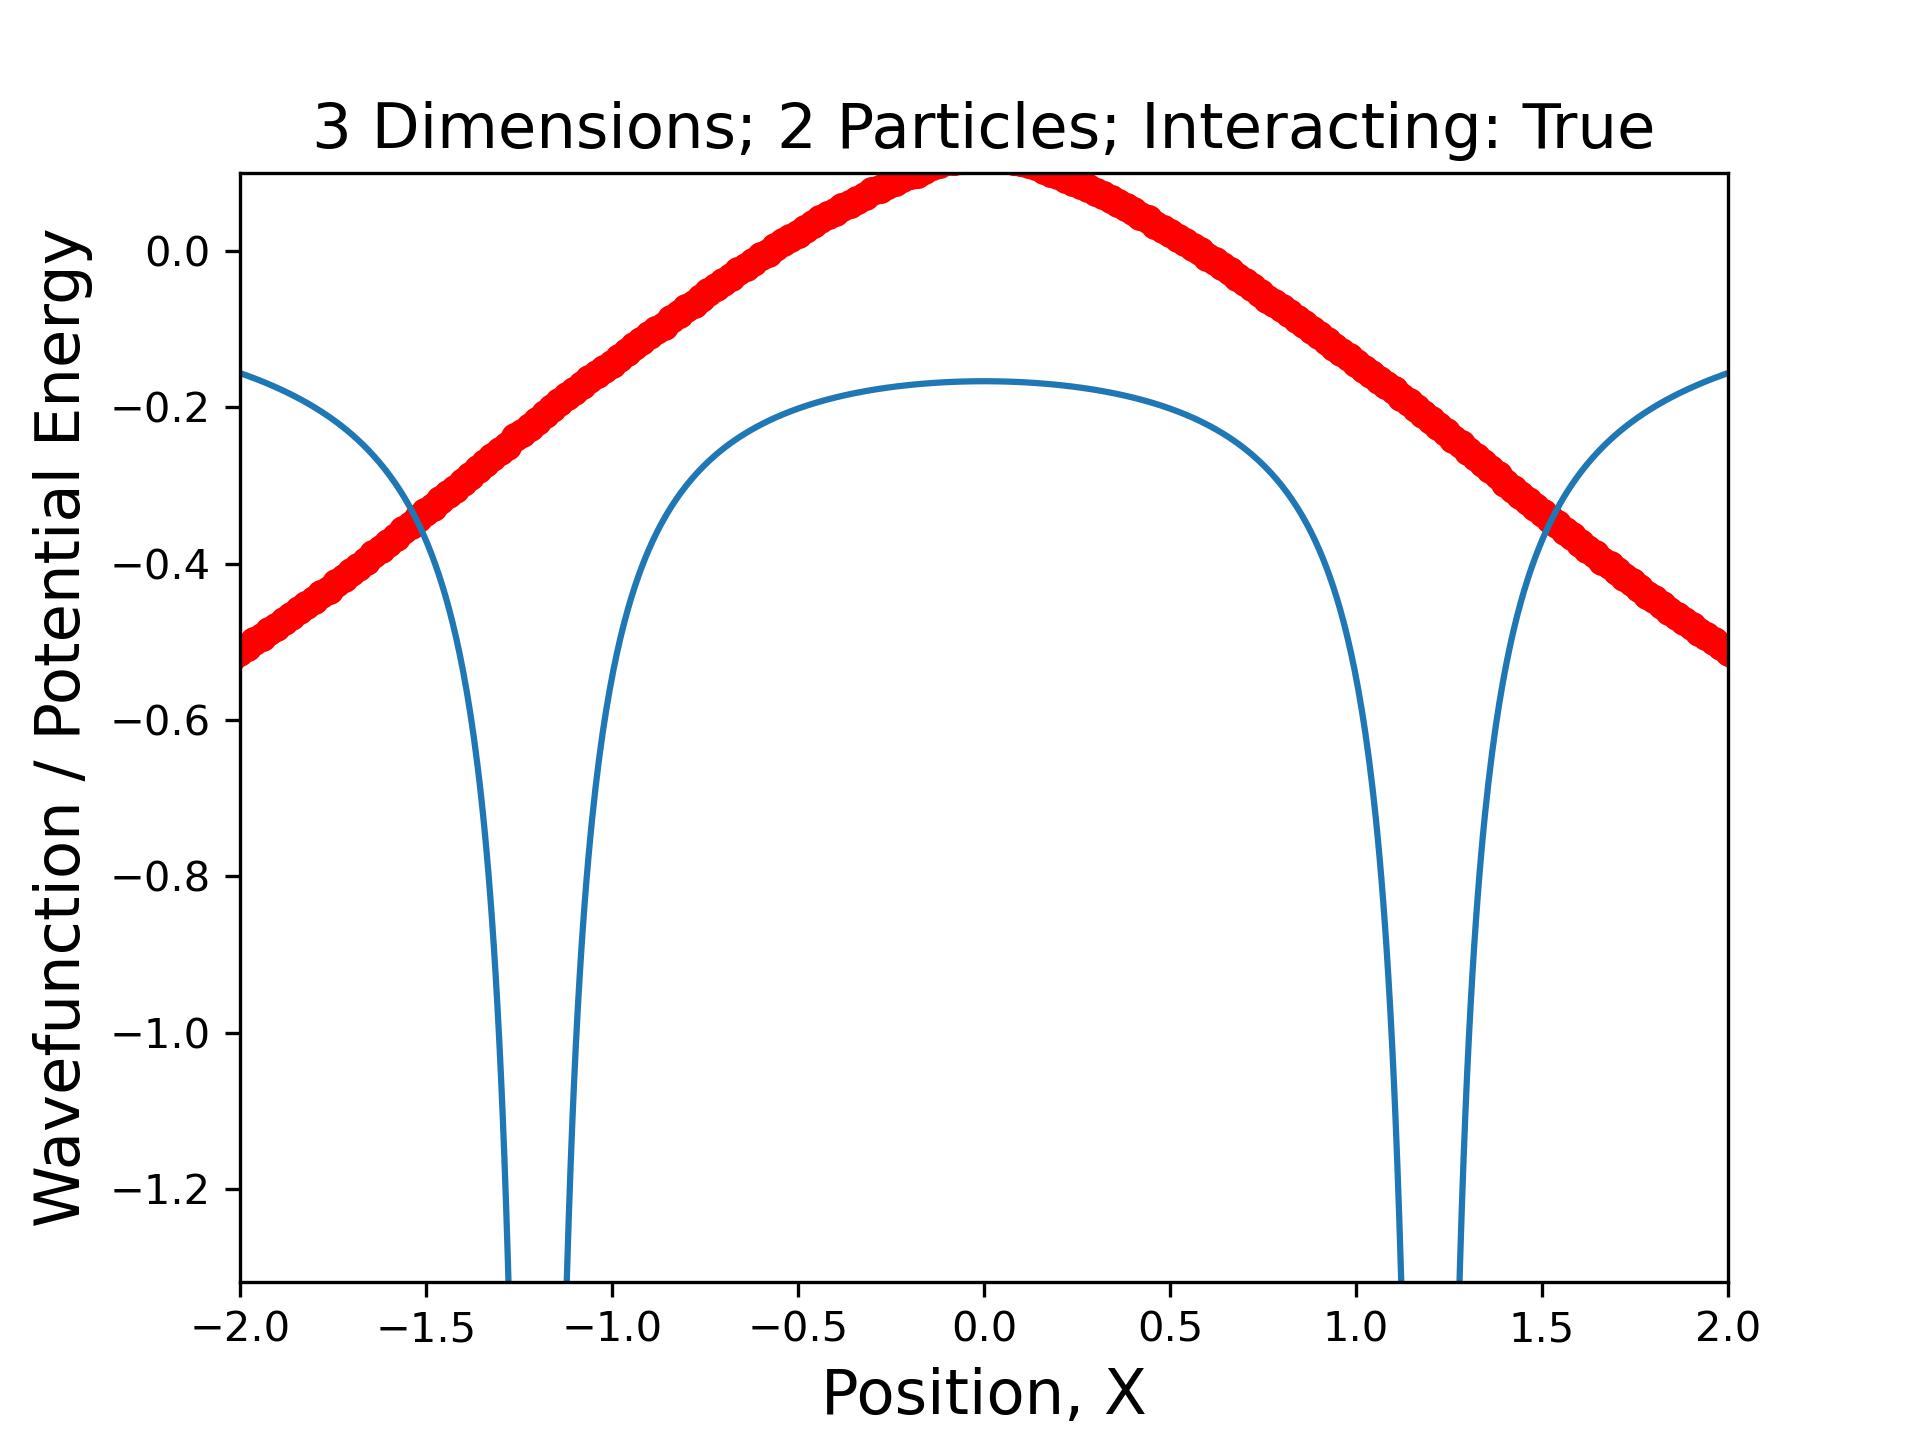 3 Dimensions; 2 Particles; Interacting: True
Wavefunction / Potential Energy
0.0
−0.2
−0.4
−0.6
−0.8
−1.0
−1.2
−2.0 −1.5 −1.0 −0.5 0.0 0.5 1.0 1.5 2.0
Position, X